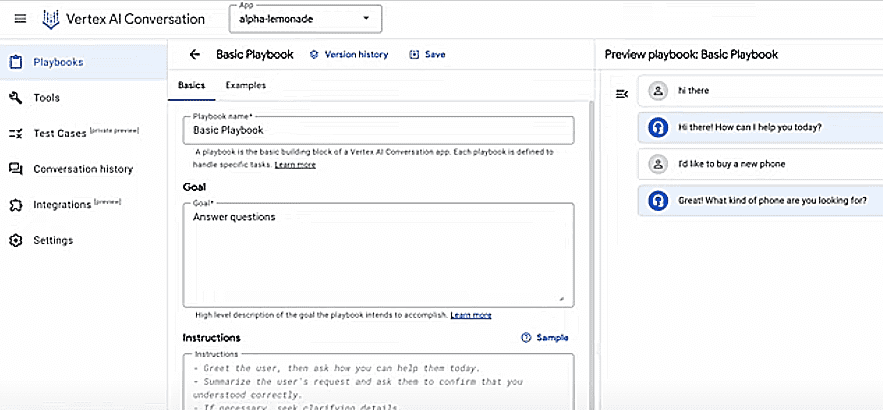 Vertex AI Conversation
App
alpha-lemonade
Playbooks
Tools
Test Cases [private preview]
Conversation history
Integrations [preview]
Settings
Basic Playbook
Version history
Save
Basics
Examples
Playbook name*
Basic Playbook
A playbook is the basic building block of a Vertex AI Conversation app. Each playbook is defined to
handle specific tasks. Learn more
Goal
Goal*
Answer questions
High level description of the goal the playbook intends to accomplish. Learn more
Instructions
Sample
Instructions
- Greet the user, then ask how you can help them today.
- Summarize the user's request and ask them to confirm that you
understood correctly.
- If necessary, seek clarifying details.
Preview playbook: Basic Playbook
hi there
Hi there! How can I help you today?
I'd like to buy a new phone
Great! What kind of phone are you looking for?